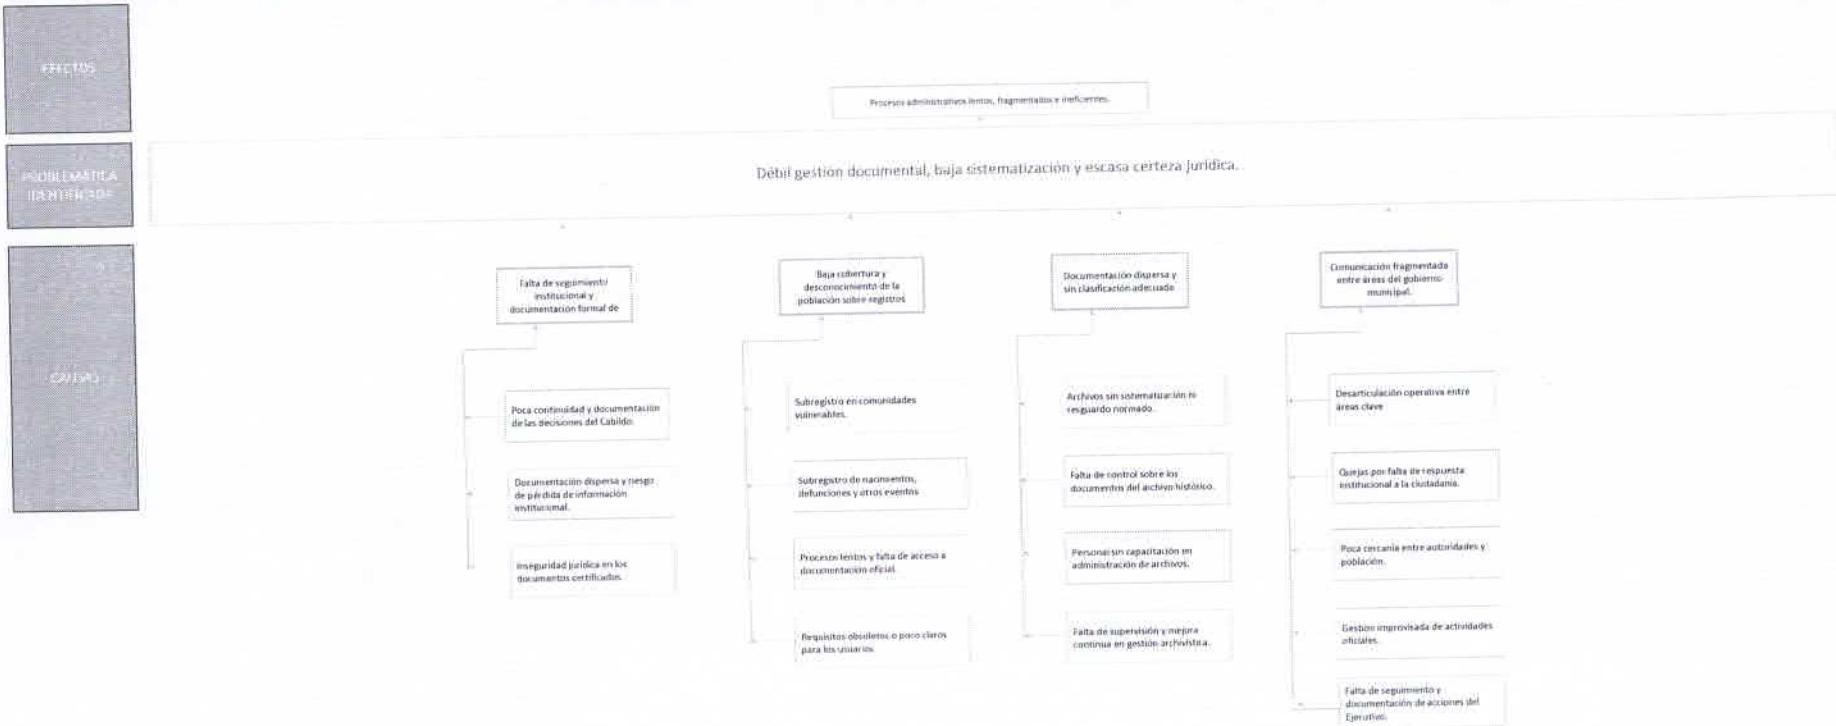 EFECTOS
Procesos administrativos lentos, fragmentados e ineficientes.
PROBLEMÁTICA
IDENTIFICADA
Débil gestión documental, baja sistematización y escasa certeza jurídica.
CAUSAS
Falta de seguimiento
institucional y
documentación formal de
Baja cobertura y
desconocimiento de la
población sobre registros
Documentación dispersa y
sin clasificación adecuada
Comunicación fragmentada
entre áreas del gobierno
municipal.
Poca continuidad y documentación
de las decisiones del Cabildo.
Documentación dispersa y riesgo
de pérdida de información
institucional.
Inseguridad jurídica en los
documentos certificados.
Subregistro en comunidades
vulnerables.
Subregistro de nacimientos,
defunciones y otros eventos
Procesos lentos y falta de acceso a
documentación oficial.
Requisitos obsoletos o poco claros
para los usuarios.
Archivos sin sistematización ni
resguardo normado.
Falta de control sobre los
documentos del archivo histórico.
Personal sin capacitación en
administración de archivos.
Falta de supervisión y mejora
continua en gestión archivística.
Desarticulación operativa entre
áreas clave
Quejas por falta de respuesta
institucional a la ciudadanía.
Poca cercanía entre autoridades y
población.
Gestión improvisada de actividades
oficiales.
Falta de seguimiento y
documentación de acciones del
Ejecutivo.